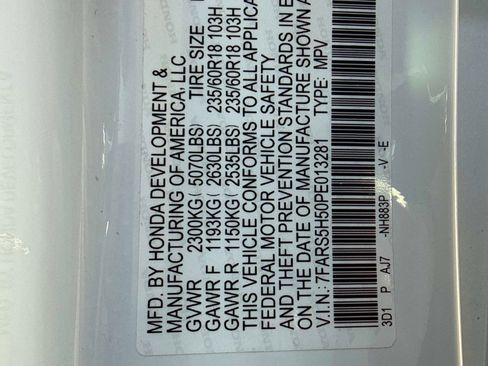 MFD. BY HONDA DEVELOPMENT &
MANUFACTURING OF AMERICA, LLC
GVWR 2300KG( 5070LBS) TIRE SIZE
GAWR F 1193KG( 2630LBS) 235/60R18 103H
GAWR R 1150KG( 2535LBS) 235/60R18 103H
THIS VEHICLE CONFORMS TO ALL APPLICABL
FEDERAL MOTOR VEHICLE SAFETY
AND THEFT PREVENTION STANDARDS IN E
ON THE DATE OF MANUFACTURE SHOWN A
V.I.N.: 7FARS5H50PE013281 TYPE: MPV
3D1 P AJ7 -NH883P -V -E